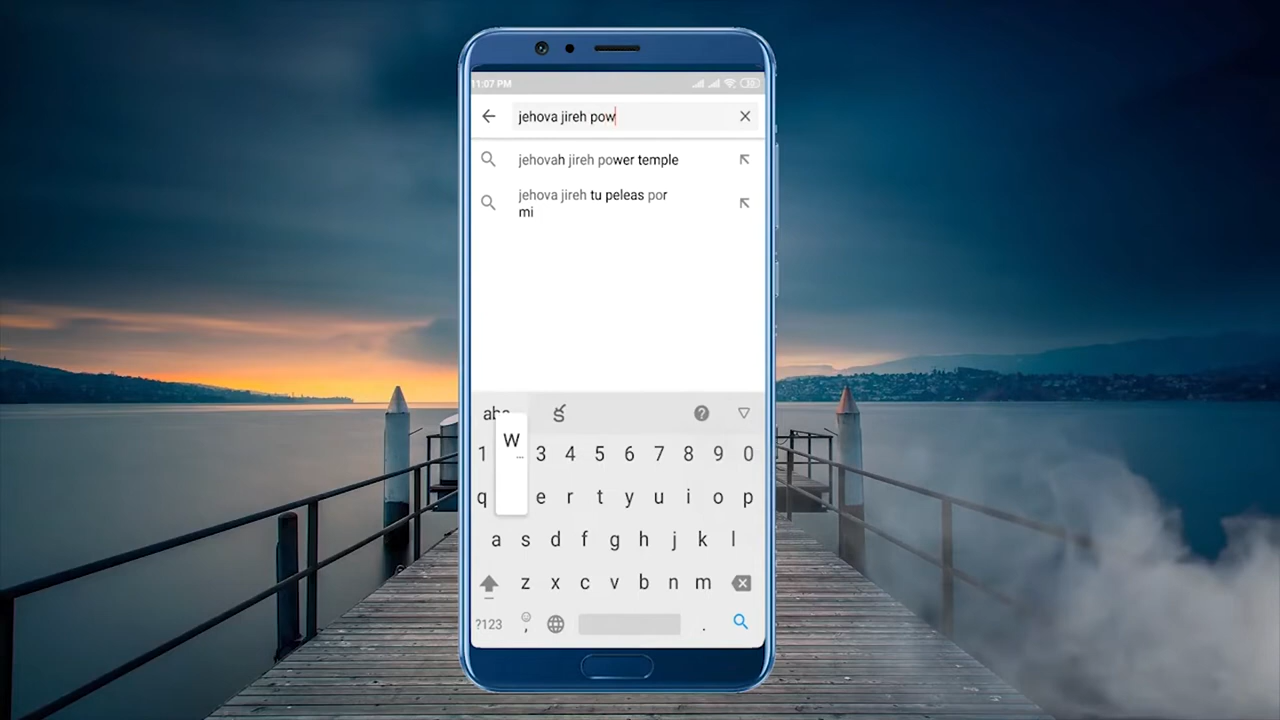 11:07 PM
jehova jireh pow
jehovah jireh power temple
jehova jireh tu peleas por
mi
abc క
1 W 3 4 5 6 7 8 9 0
q e r t y u i o p
a s d f g h j k l
z x c v b n m
?123 , .